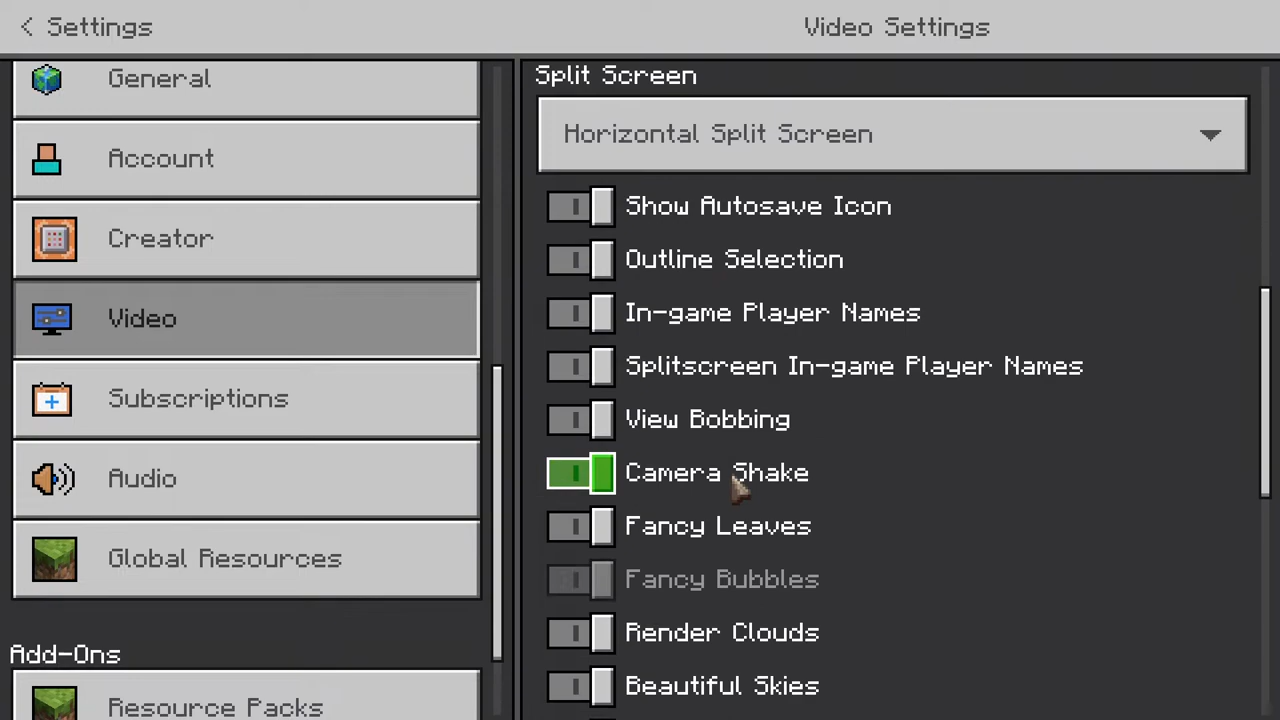 Settings
Video Settings
General
Account
Creator
Video
Subscriptions
Audio
Global Resources
Add-Ons
Resource Packs
Split Screen
Horizontal Split Screen
Show Autosave Icon
Outline Selection
In-game Player Names
Splitscreen In-game Player Names
View Bobbing
Camera Shake
Fancy Leaves
Fancy Bubbles
Render Clouds
Beautiful Skies